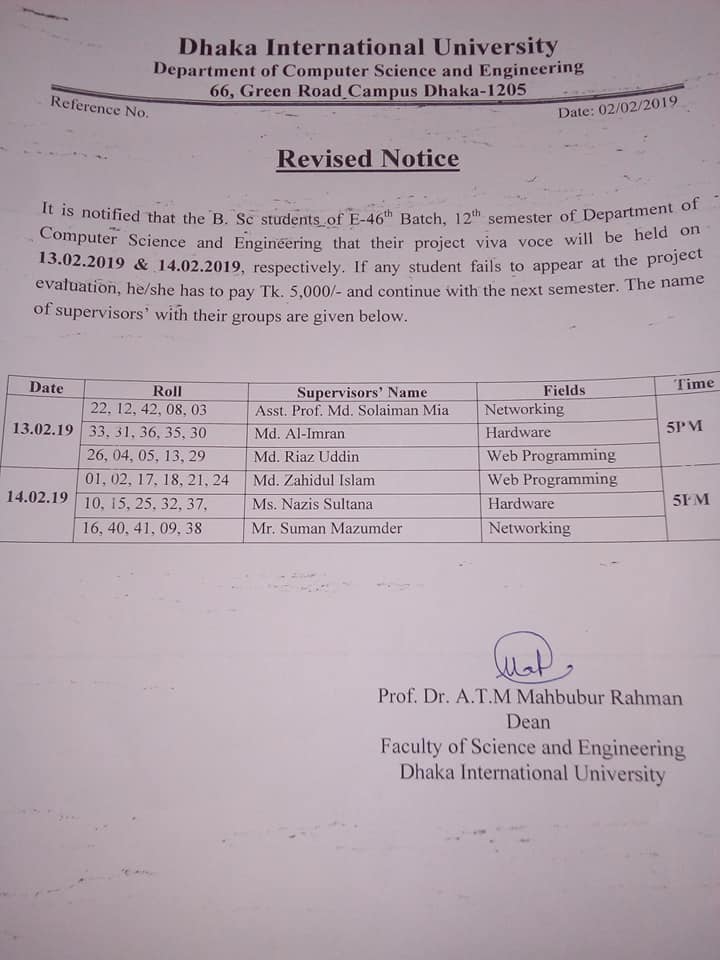 Dhaka International University
Department of Computer Science and Engineering
66, Green Road Campus Dhaka-1205
Reference No. Date: 02/02/2019
Revised Notice
It is notified that the B. Sc students of E-46th Batch, 12th semester of Department of
Computer Science and Engineering that their project viva voce will be held on
13.02.2019 & 14.02.2019, respectively. If any student fails to appear at the project
evaluation, he/she has to pay Tk. 5,000/- and continue with the next semester. The name
of supervisors' with their groups are given below.
Date Roll Supervisors' Name Fields Time
13.02.19 22, 12, 42, 08, 03 Asst. Prof. Md. Solaiman Mia Networking 5PM
33, 31, 36, 35, 30 Md. Al-Imran Hardware
26, 04, 05, 13, 29 Md. Riaz Uddin Web Programming
14.02.19 01, 02, 17, 18, 21, 24 Md. Zahidul Islam Web Programming 5PM
10, 15, 25, 32, 37, Ms. Nazis Sultana Hardware
16, 40, 41, 09, 38 Mr. Suman Mazumder Networking
Prof. Dr. A.T.M Mahbubur Rahman
Dean
Faculty of Science and Engineering
Dhaka International University